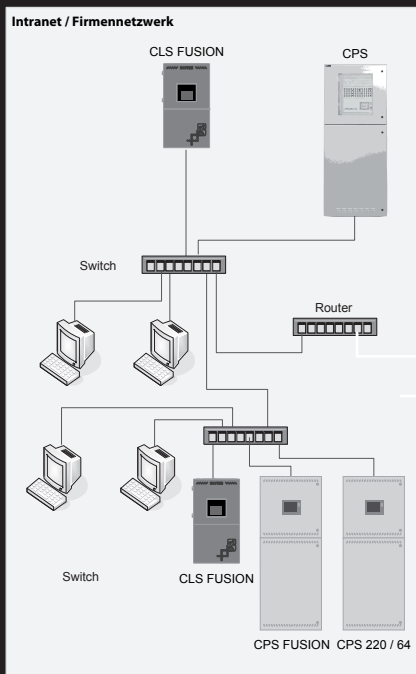 Intranet / Firmennetzwerk
CLS FUSION
CPS
Switch
Router
CLS FUSION
Switch
CPS FUSION
CPS 220 / 64